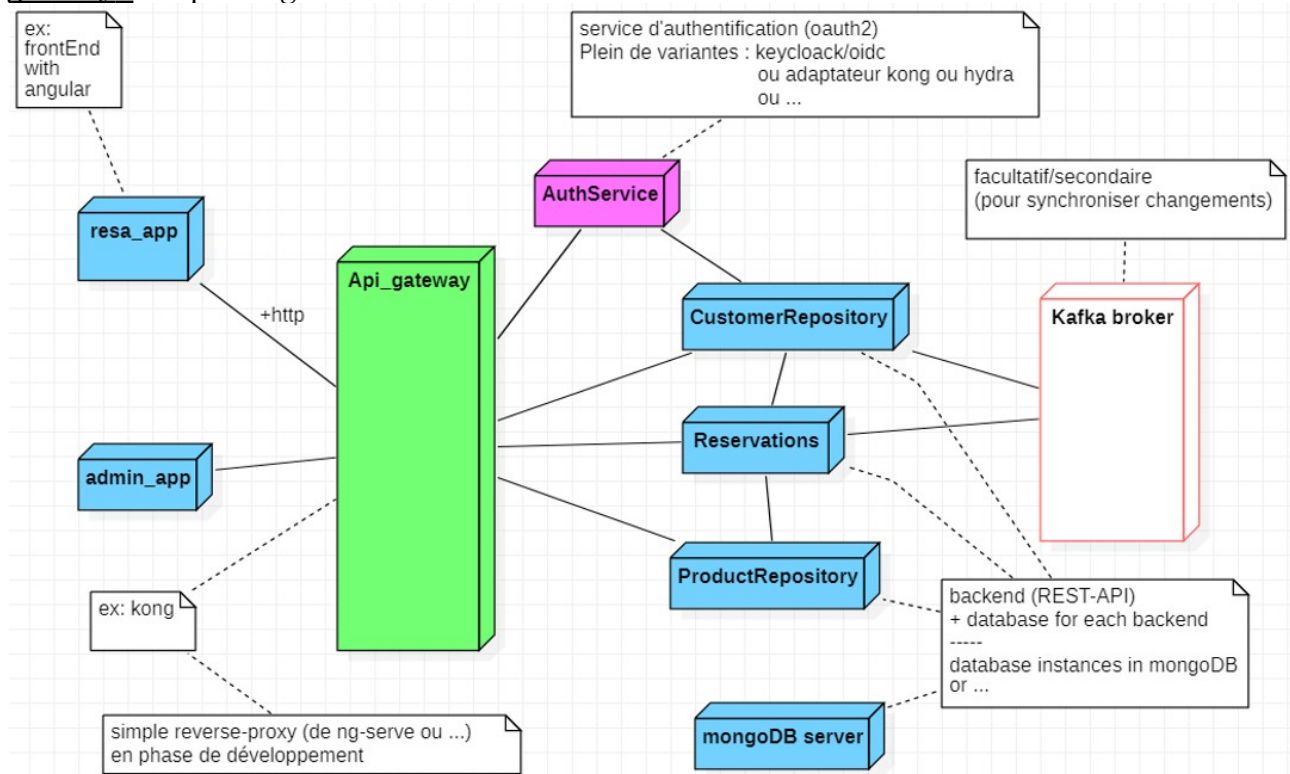 ex:
frontEnd
with
angular
service d'authentification (oauth2)
Plein de variantes : keycloack/oidc
ou adaptateur kong ou hydra
ou ...
AuthService
facultatif/secondaire
(pour synchroniser changements)
resa_app
Api_gateway
+http
CustomerRepository
Kafka broker
Reservations
admin_app
ProductRepository
ex: kong
backend (REST-API)
+ database for each backend
-----
database instances in mongoDB
or ...
simple reverse-proxy (de ng-serve ou ...)
en phase de développement
mongoDB server